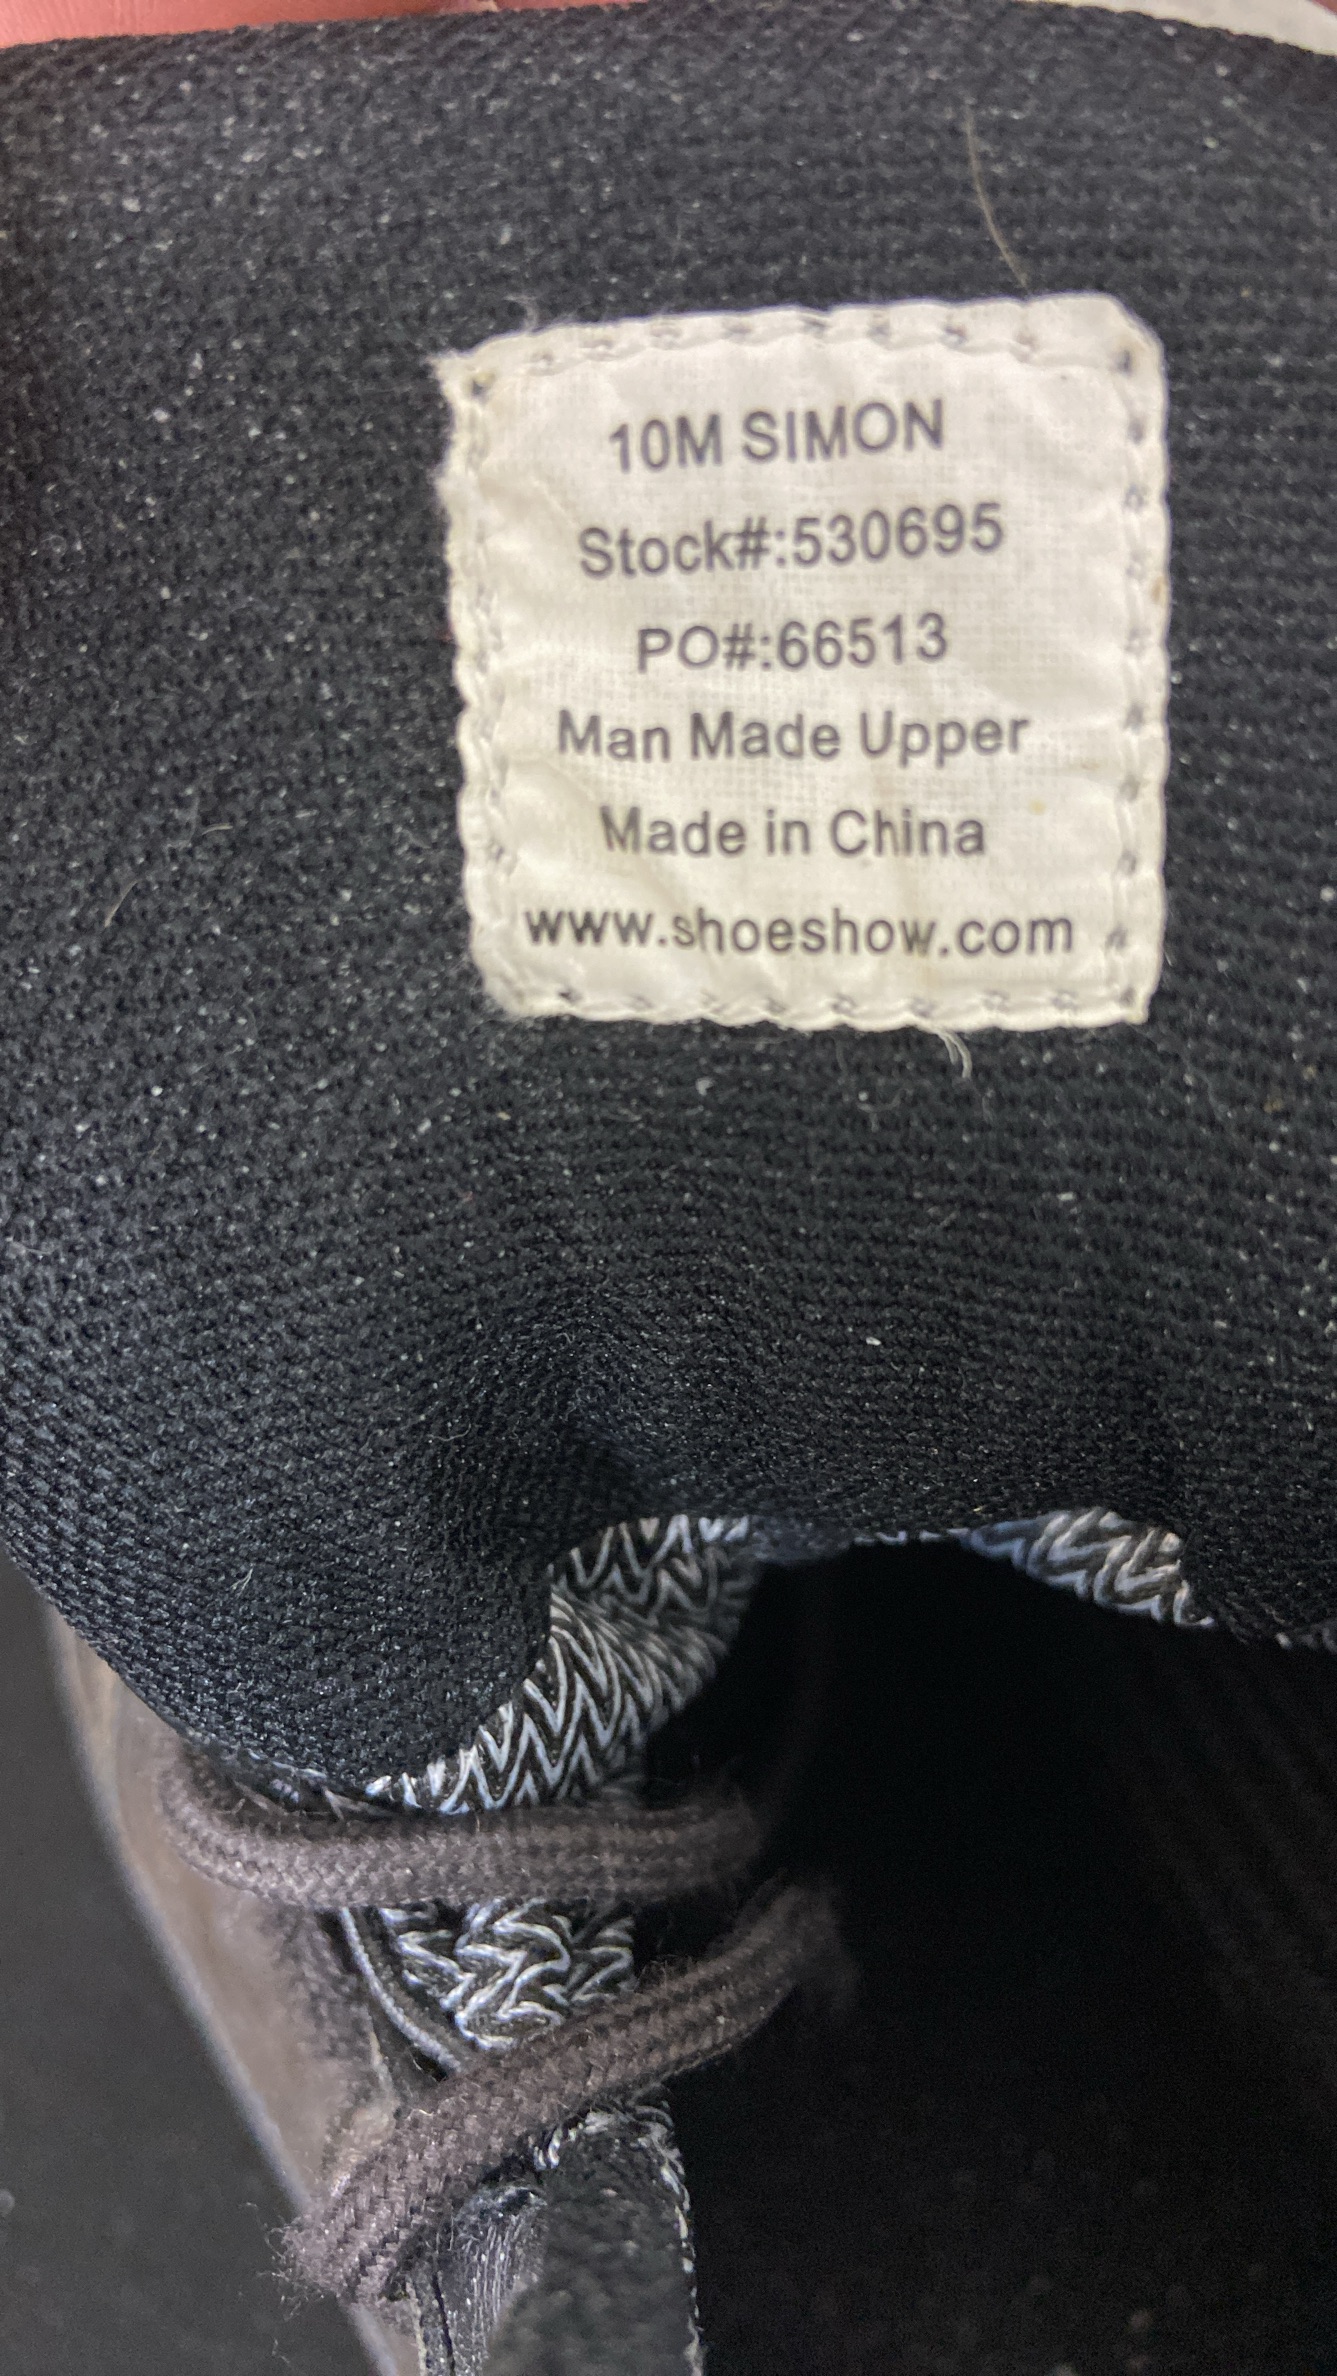 10M SIMON
Stock#:530695
PO#:66513
Man Made Upper
Made in China
www.shoeshow.com